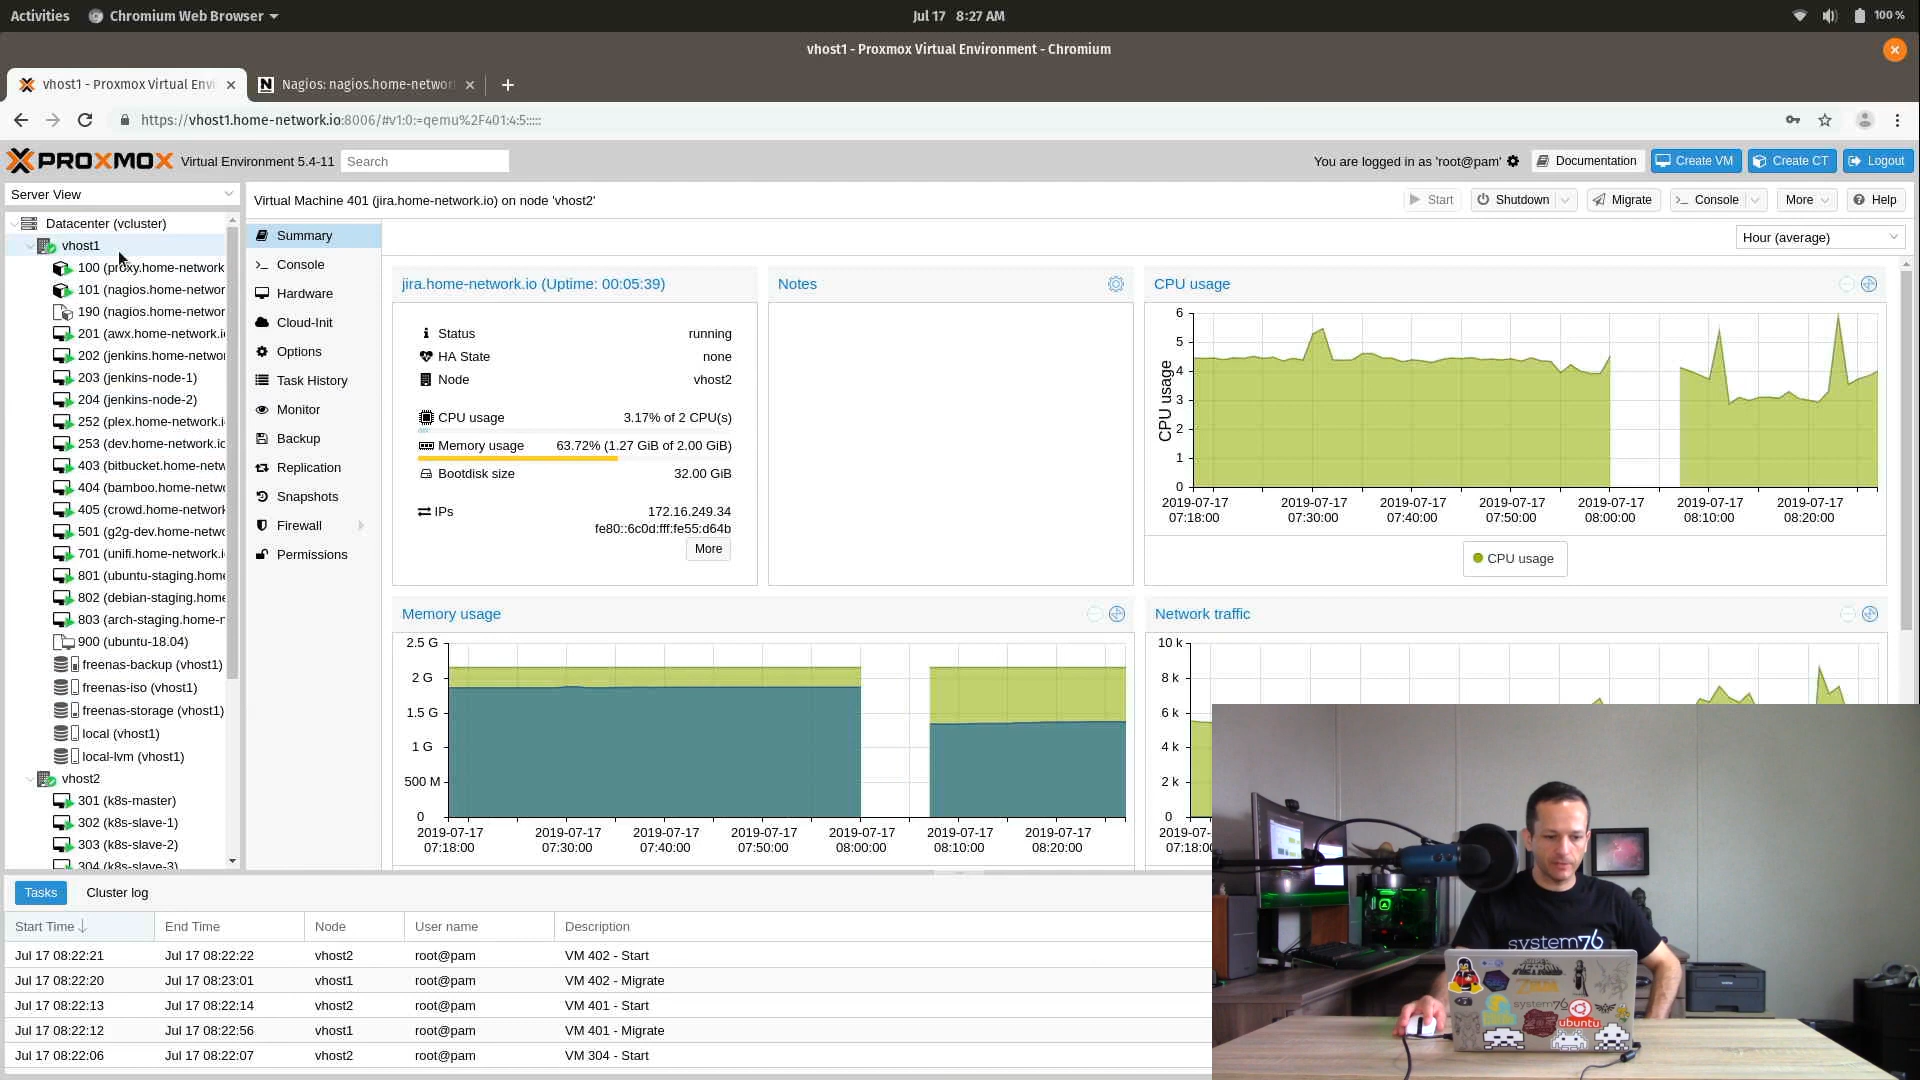 Activities
Chromium Web Browser
Jul 17 8:27 AM
100 %
vhost1 - Proxmox Virtual Environment - Chromium
vhost1 - Proxmox Virtual Envi
Nagios: nagios.home-networ
https://vhost1.home-network.io:8006/#v1:0:=qemu%2F401:4:5:::::
PROXMOX Virtual Environment 5.4-11
Search
You are logged in as 'root@pam'
Documentation
Create VM
Create CT
Logout
Server View
Virtual Machine 401 (jira.home-network.io) on node 'vhost2'
Start
Shutdown
Migrate
Console
More
Help
Datacenter (vcluster)
vhost1
100 (proxy.home-network
101 (nagios.home-networ
190 (nagios.home-networ
201 (awx.home-network.i
202 (jenkins.home-netwo
203 (jenkins-node-1)
204 (jenkins-node-2)
252 (plex.home-network.i
253 (dev.home-network.io
403 (bitbucket.home-netw
404 (bamboo.home-netwo
405 (crowd.home-network
501 (g2g-dev.home-netwo
701 (unifi.home-network.i
801 (ubuntu-staging.home
802 (debian-staging.home
803 (arch-staging.home-n
900 (ubuntu-18.04)
freenas-backup (vhost1)
freenas-iso (vhost1)
freenas-storage (vhost1)
local (vhost1)
local-lvm (vhost1)
vhost2
301 (k8s-master)
302 (k8s-slave-1)
303 (k8s-slave-2)
304 (k8s-slave-3)
Summary
Console
Hardware
Cloud-Init
Options
Task History
Monitor
Backup
Replication
Snapshots
Firewall
Permissions
Hour (average)
jira.home-network.io (Uptime: 00:05:39)
Status running
HA State none
Node vhost2
CPU usage 3.17% of 2 CPU(s)
Memory usage 63.72% (1.27 GiB of 2.00 GiB)
Bootdisk size 32.00 GiB
IPs 172.16.249.34
fe80::6c0d:fff:fe55:d64b
More
Notes
CPU usage
CPU usage
6
5
4
3
2
1
0
2019-07-17 2019-07-17 2019-07-17 2019-07-17 2019-07-17 2019-07-17 2019-07-17
07:18:00 07:30:00 07:40:00 07:50:00 08:00:00 08:10:00 08:20:00
CPU usage
Memory usage
2.5 G
2 G
1.5 G
1 G
500 M
0
2019-07-17 2019-07-17 2019-07-17 2019-07-17 2019-07-17 2019-07-17 2019-07-17
07:18:00 07:30:00 07:40:00 07:50:00 08:00:00 08:10:00 08:20:00
Network traffic
10 k
8 k
6 k
4 k
2 k
0
2019-07-
07:18:0
Tasks
Cluster log
Start Time End Time Node User name Description
Jul 17 08:22:21 Jul 17 08:22:22 vhost2 root@pam VM 402 - Start
Jul 17 08:22:20 Jul 17 08:23:01 vhost1 root@pam VM 402 - Migrate
Jul 17 08:22:13 Jul 17 08:22:14 vhost2 root@pam VM 401 - Start
Jul 17 08:22:12 Jul 17 08:22:56 vhost1 root@pam VM 401 - Migrate
Jul 17 08:22:06 Jul 17 08:22:07 vhost2 root@pam VM 304 - Start
system76
system76
ubuntu